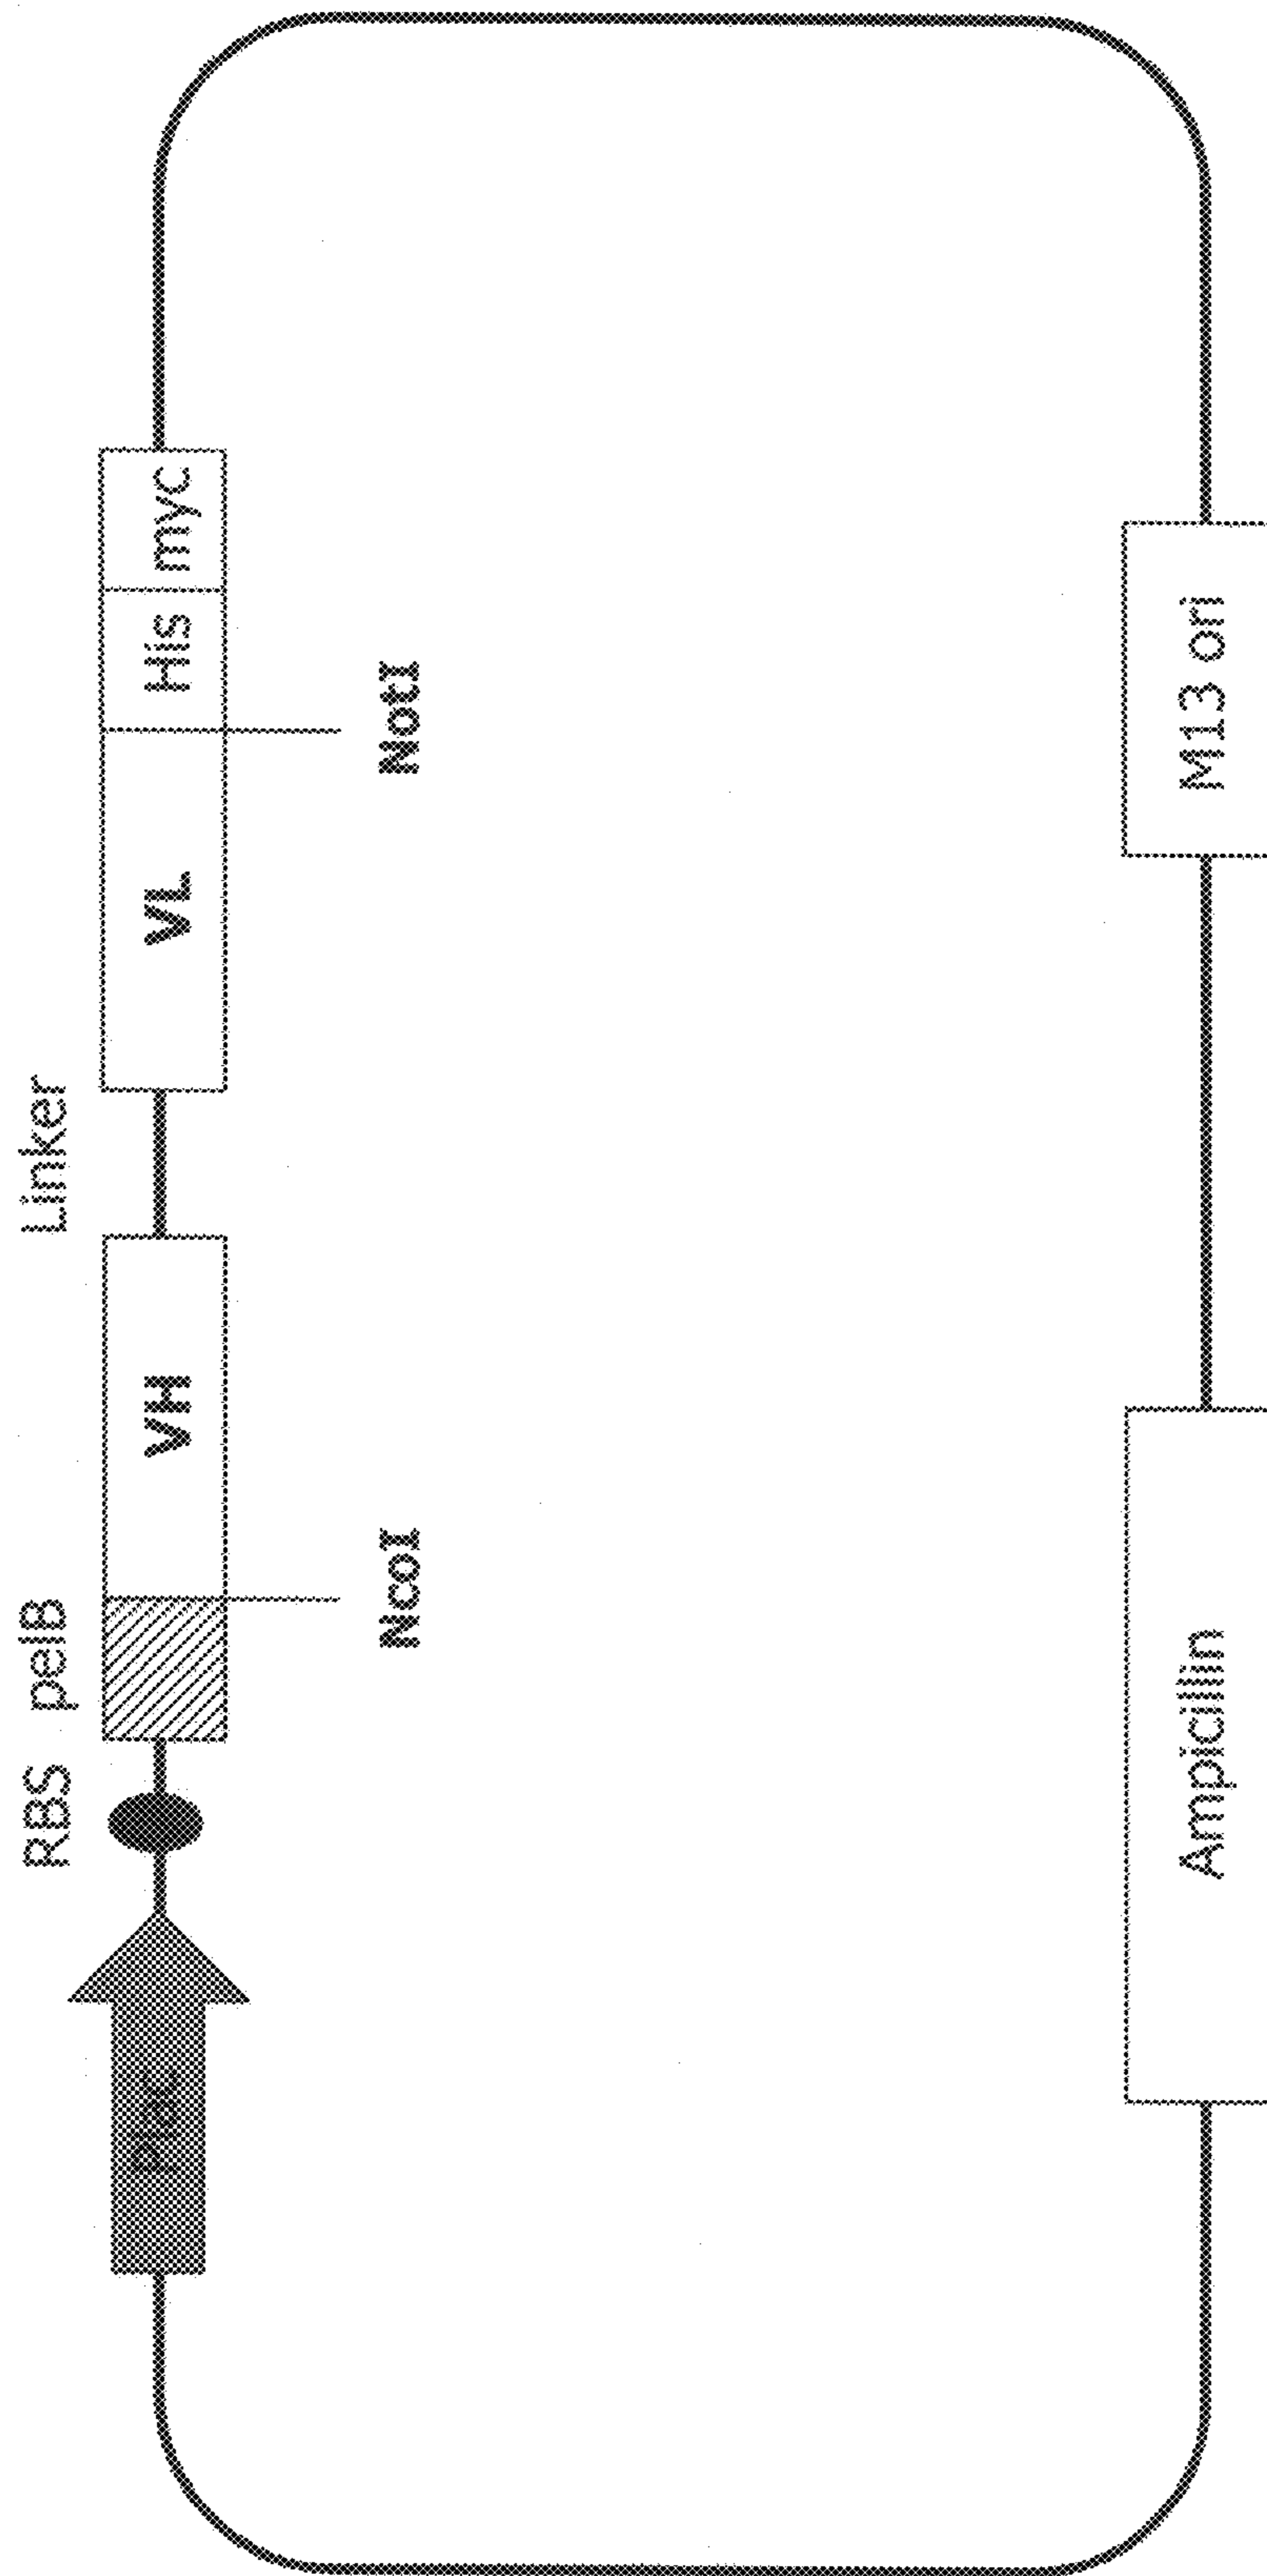 RBS
pelB
Linker
Plac
VH
VL
His
myc
NcoI
NotI
Ampicillin
M13 ori